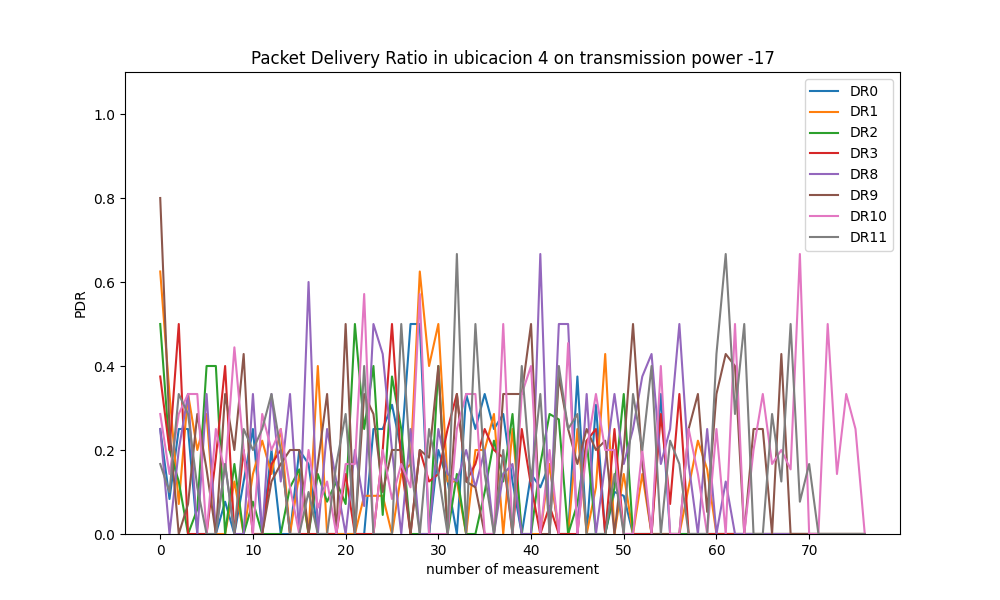 Packet Delivery Ratio in ubicacion 4 on transmission power -17
1.0
0.8
0.6
0.4
0.2
0.0
PDR
0 10 20 30 40 50 60 70
number of measurement
DR0
DR1
DR2
DR3
DR8
DR9
DR10
DR11